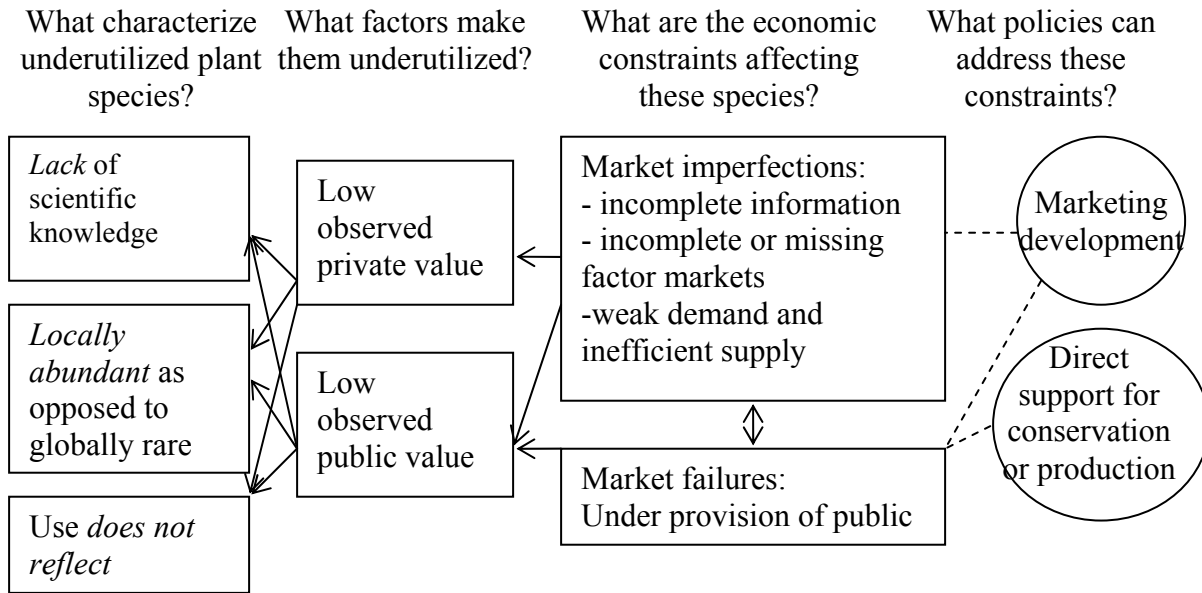 What characterize
underutilized plant
species?
What factors make
them underutilized?
What are the economic
constraints affecting
these species?
What policies can
address these
constraints?
Lack of
scientific
knowledge
Locally
abundant as
opposed to
globally rare
Use does not
reflect
Low
observed
private value
Low
observed
public value
Market imperfections:
- incomplete information
- incomplete or missing
factor markets
-weak demand and
inefficient supply
Market failures:
Under provision of public
Marketing
development
Direct
support for
conservation
or production